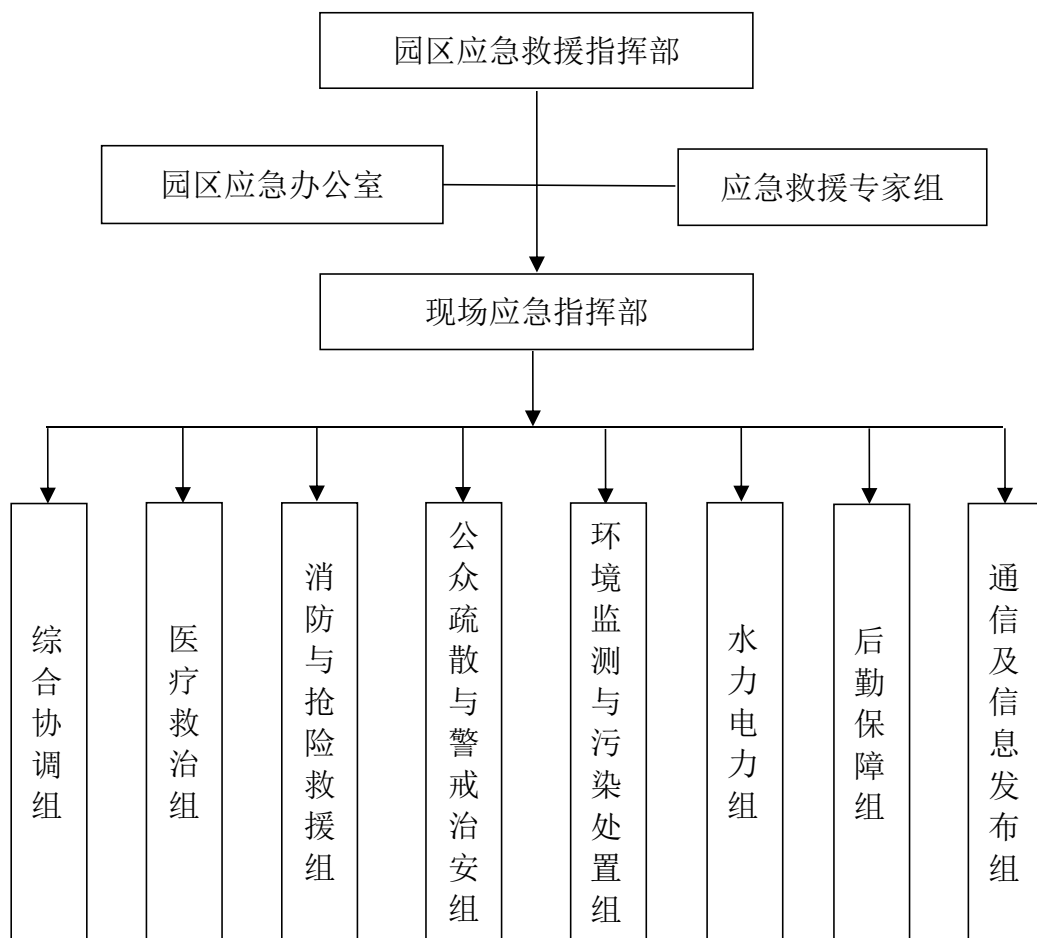 园区应急救援指挥部
园区应急办公室
应急救援专家组
现场应急指挥部
综合协调组
医疗救治组
消防与抢险救援组
公众疏散与警戒治安组
环境监测与污染处置组
水力电力组
后勤保障组
通信及信息发布组